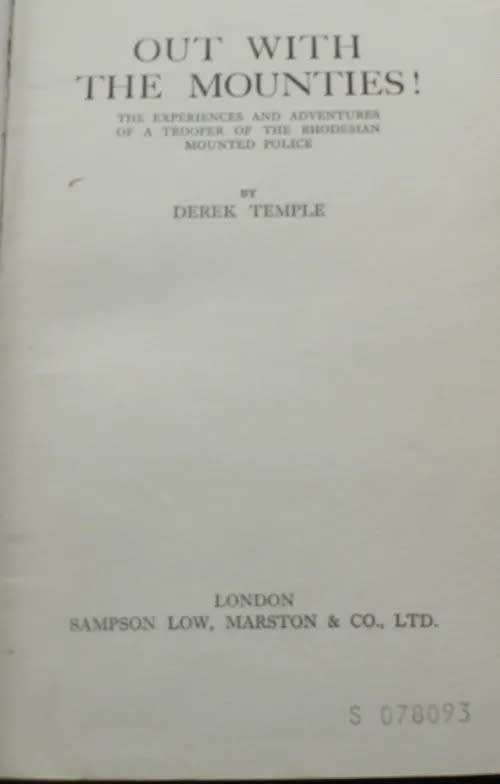 OUT WITH
THE MOUNTIES!
THE EXPERIENCES AND ADVENTURES
OF A TROOPER OF THE RHODESIAN
MOUNTED POLICE
BY
DEREK TEMPLE
LONDON
SAMPSON LOW, MARSTON & CO., LTD.
S 078093